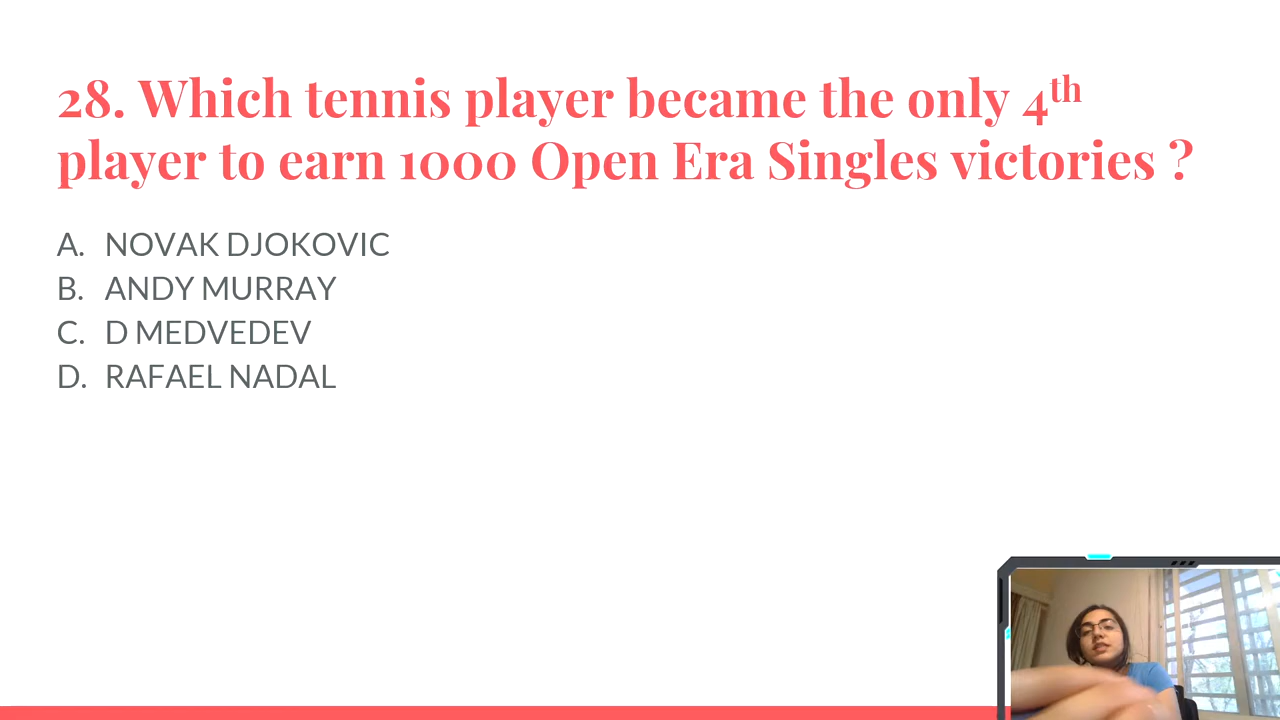 28. Which tennis player became the only 4th
player to earn 1000 Open Era Singles victories ?
A. NOVAK DJOKOVIC
B. ANDY MURRAY
C. D MEDVEDEV
D. RAFAEL NADAL